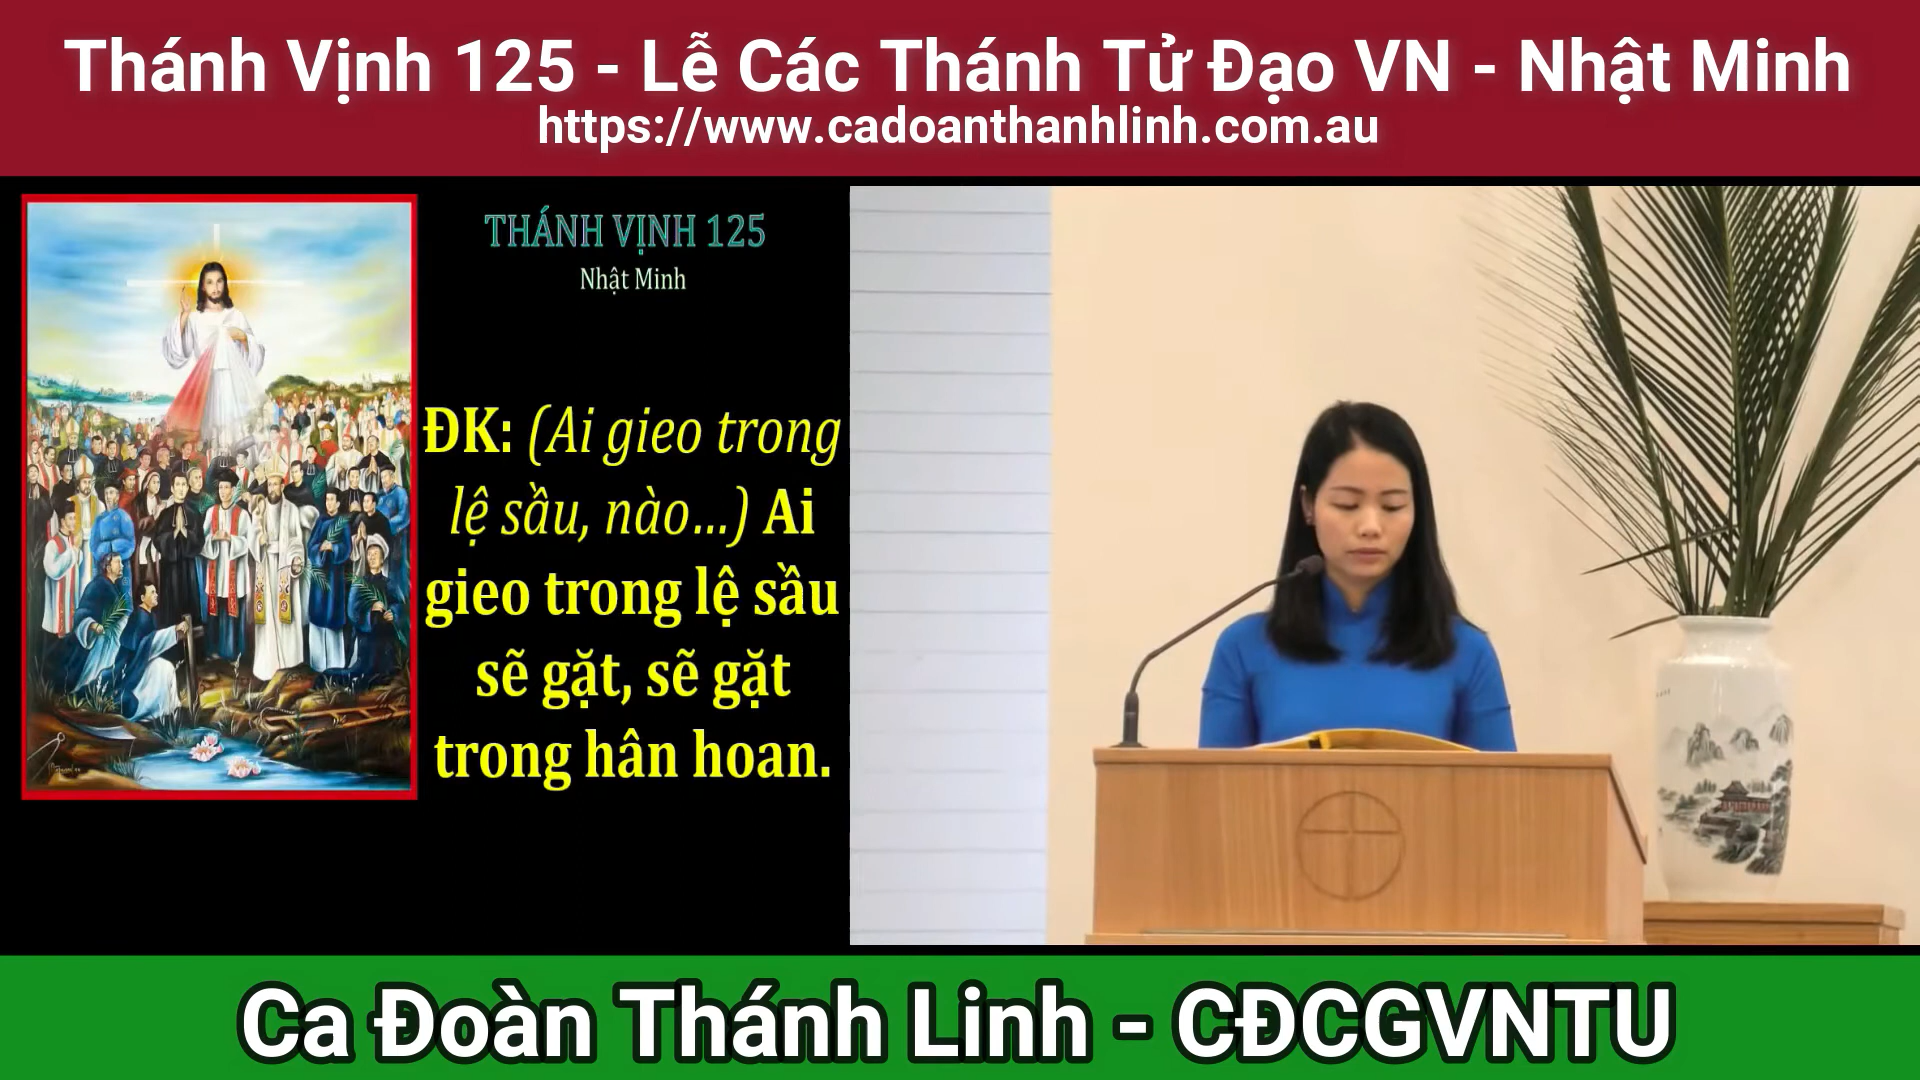 Thánh Vịnh 125 - Lễ Các Thánh Tử Đạo VN - Nhật Minh
https://www.cadoanthanhlinh.com.au
THÁNH VỊNH 125
Nhật Minh
ĐK: (Ai gieo trong
lệ sầu, nào...) Ai
gieo trong lệ sầu
sẽ gặt, sẽ gặt
trong hân hoan.
Ca Đoàn Thánh Linh - CĐCGVNTU